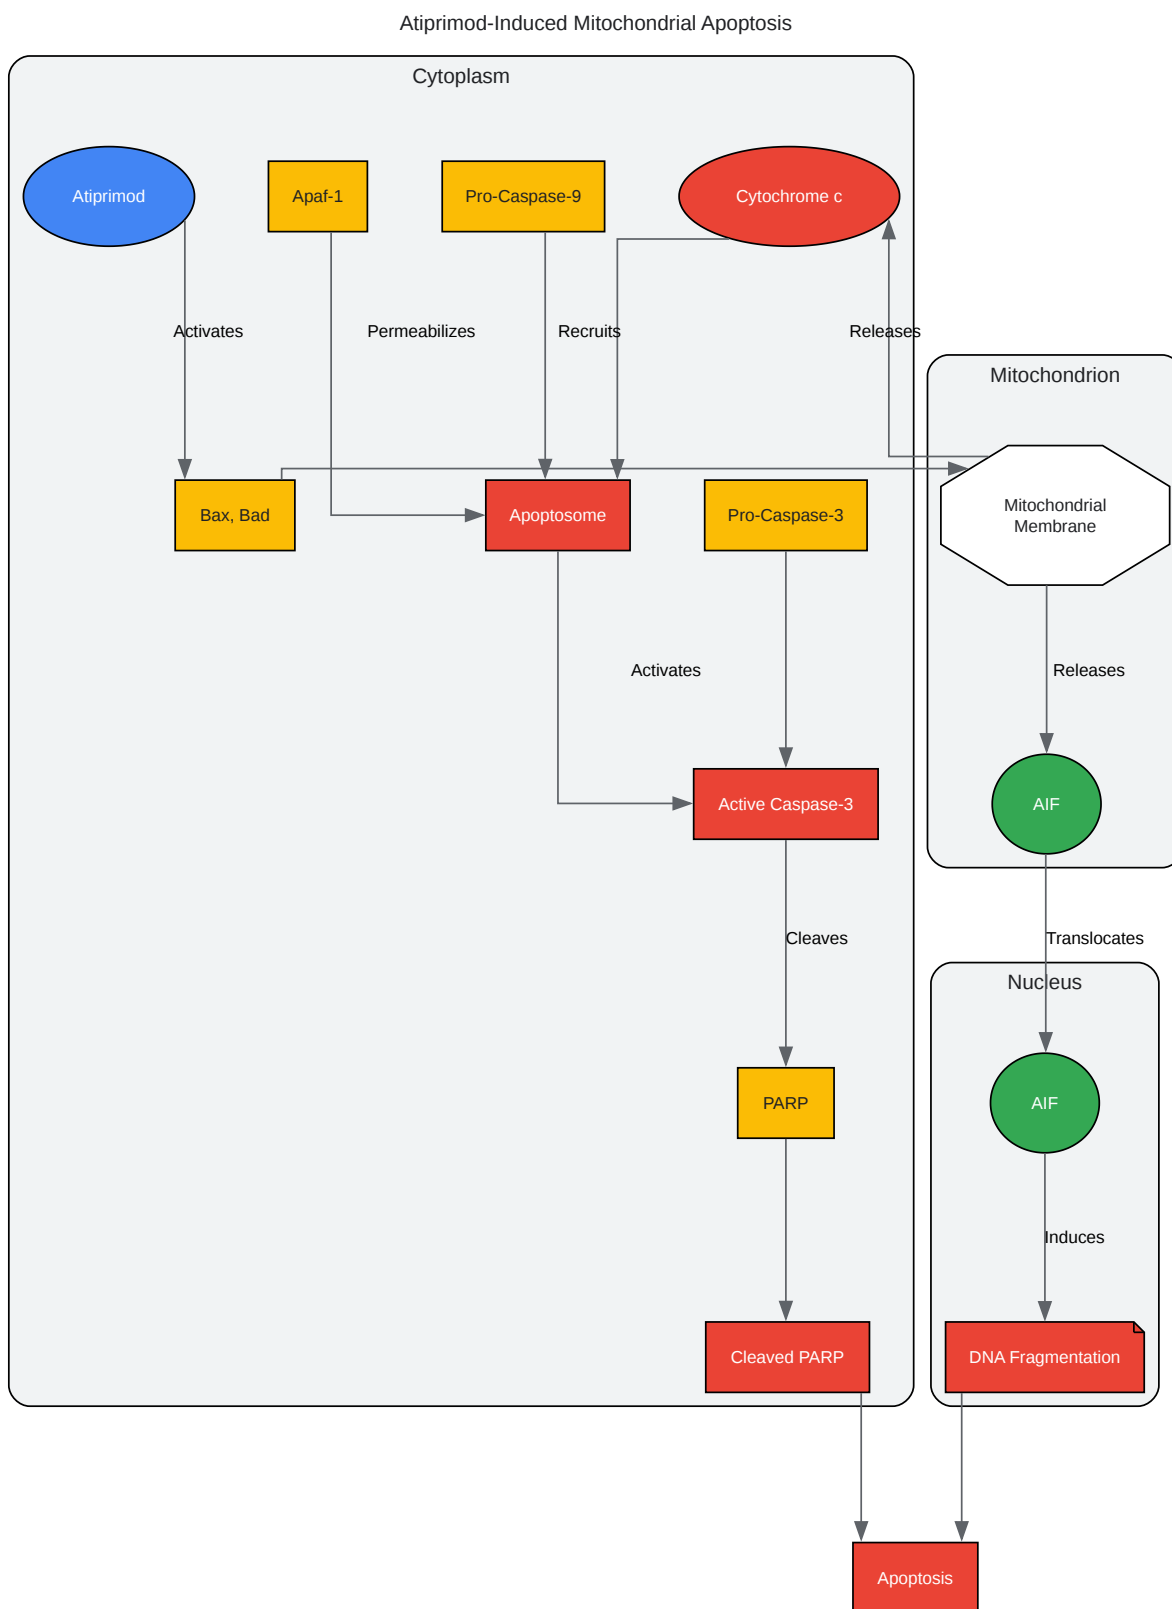 Atiprimod-Induced Mitochondrial Apoptosis
Cytoplasm
Atiprimod
Apaf-1
Pro-Caspase-9
Cytochrome c
Activates
Permeabilizes
Recruits
Releases
Mitochondrion
Bax, Bad
Apoptosome
Pro-Caspase-3
Mitochondrial
Membrane
Activates
Releases
Active Caspase-3
AIF
Cleaves
Translocates
Nucleus
PARP
AIF
Induces
Cleaved PARP
DNA Fragmentation
Apoptosis